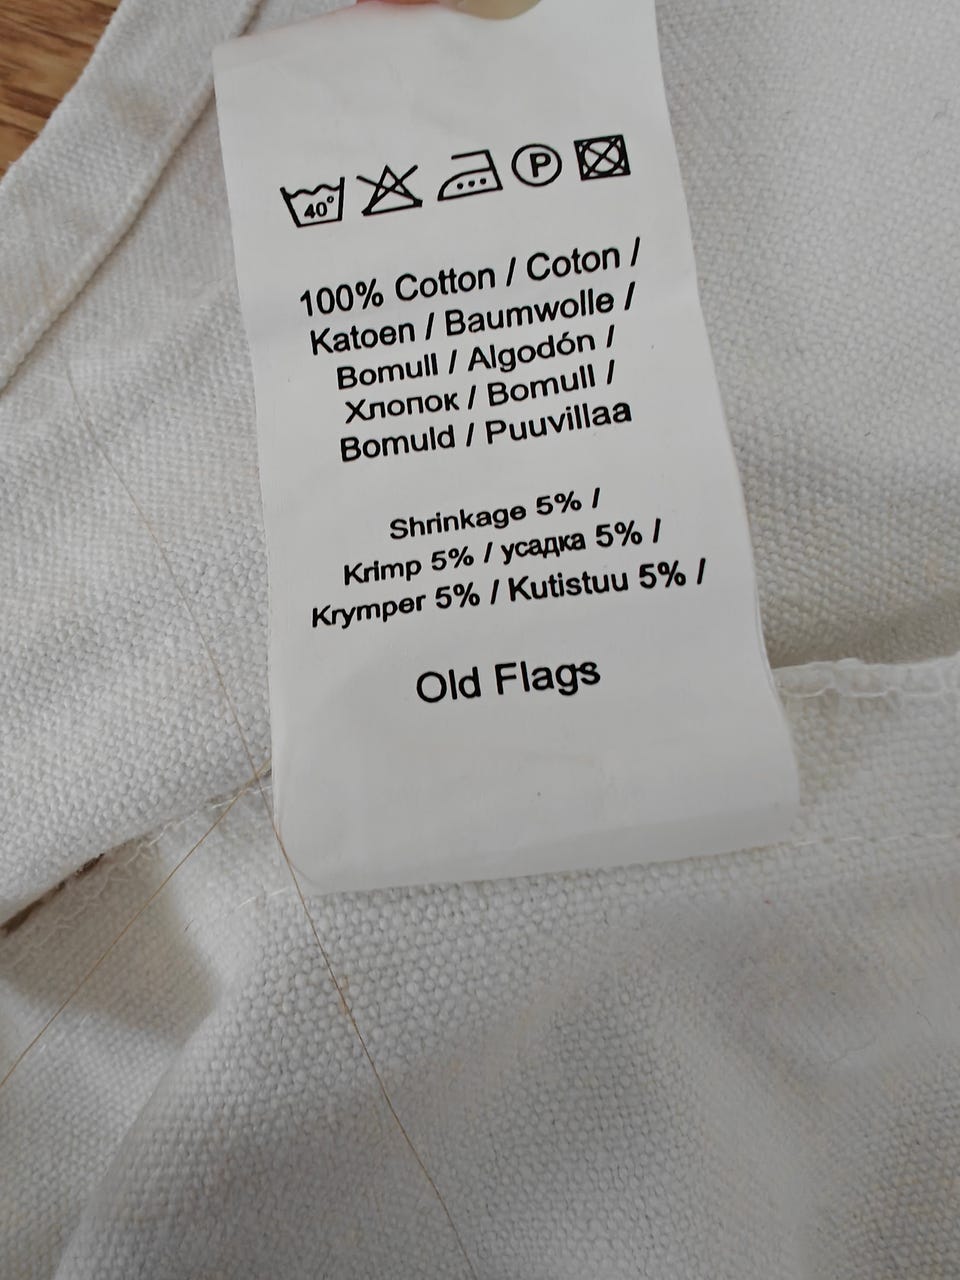 40°
P
100% Cotton / Coton /
Katoen / Baumwolle /
Bomull / Algodón /
Хлопок / Bomull /
Bomuld / Puuvillaa
Shrinkage 5% /
Krimp 5% / усадка 5% /
Krymper 5% / Kutistuu 5% /
Old Flags